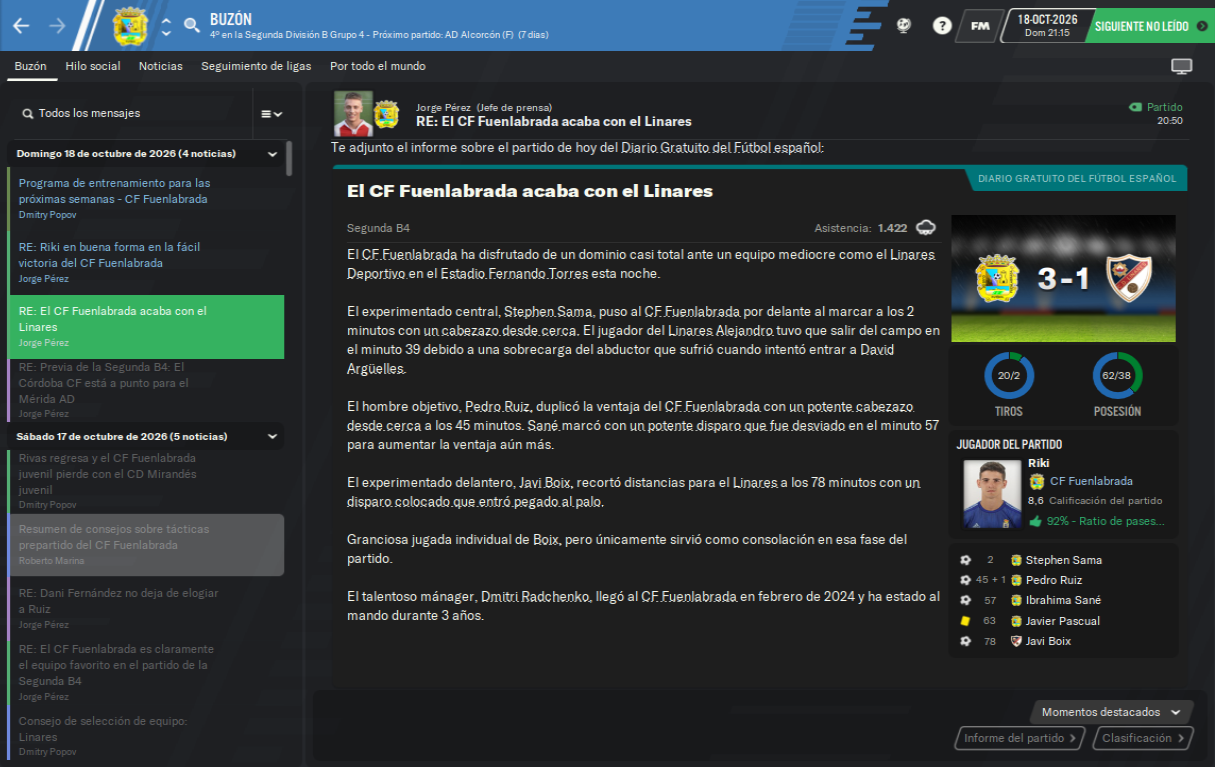 BUZÓN
4º en la Segunda División B Grupo 4 - Próximo partido: AD Alcorcón (F) (7 días)
?
FM
18-OCT-2026
Dom 21:15
SIGUIENTE NO LEÍDO
Buzón
Hilo social
Noticias
Seguimiento de ligas
Por todo el mundo
Todos los mensajes
Domingo 18 de octubre de 2026 (4 noticias)
Programa de entrenamiento para las
próximas semanas - CF Fuenlabrada
Dmitry Popov
RE: Riki en buena forma en la fácil
victoria del CF Fuenlabrada
Jorge Pérez
RE: El CF Fuenlabrada acaba con el
Linares
Jorge Pérez
RE: Previa de la Segunda B4: El
Córdoba CF está a punto para el
Mérida AD
Jorge Pérez
Sábado 17 de octubre de 2026 (5 noticias)
Rivas regresa y el CF Fuenlabrada
juvenil pierde con el CD Mirandés
juvenil
Dmitry Popov
Resumen de consejos sobre tácticas
prepartido del CF Fuenlabrada
Roberto Marina
RE: Dani Fernández no deja de elogiar
a Ruiz
Jorge Pérez
RE: El CF Fuenlabrada es claramente
el equipo favorito en el partido de la
Segunda B4
Jorge Pérez
Consejo de selección de equipo:
Linares
Dmitry Popov
Jorge Pérez (Jefe de prensa)
RE: El CF Fuenlabrada acaba con el Linares
Partido
20:50
Te adjunto el informe sobre el partido de hoy del Diario Gratuito del Fútbol español:
El CF Fuenlabrada acaba con el Linares
DIARIO GRATUITO DEL FÚTBOL ESPAÑOL
Segunda B4
Asistencia: 1.422
El CF Fuenlabrada ha disfrutado de un dominio casi total ante un equipo mediocre como el Linares
Deportivo en el Estadio Fernando Torres esta noche.
El experimentado central, Stephen Sama, puso al CF Fuenlabrada por delante al marcar a los 2
minutos con un cabezazo desde cerca. El jugador del Linares Alejandro tuvo que salir del campo en
el minuto 39 debido a una sobrecarga del abductor que sufrió cuando intentó entrar a David
Argüelles.
El hombre objetivo, Pedro Ruiz, duplicó la ventaja del CF Fuenlabrada con un potente cabezazo
desde cerca a los 45 minutos. Sané marcó con un potente disparo que fue desviado en el minuto 57
para aumentar la ventaja aún más.
El experimentado delantero, Javi Boix, recortó distancias para el Linares a los 78 minutos con un
disparo colocado que entró pegado al palo.
Granciosa jugada individual de Boix, pero únicamente sirvió como consolación en esa fase del
partido.
El talentoso mánager, Dmitri Radchenko, llegó al CF Fuenlabrada en febrero de 2024 y ha estado al
mando durante 3 años.
3-1
20/2
TIROS
62/38
POSESIÓN
JUGADOR DEL PARTIDO
Riki
CF Fuenlabrada
8,6 Calificación del partido
92% - Ratio de pases...
2 Stephen Sama
45 + 1 Pedro Ruiz
57 Ibrahima Sané
63 Javier Pascual
78 Javi Boix
Momentos destacados
Informe del partido
Clasificación